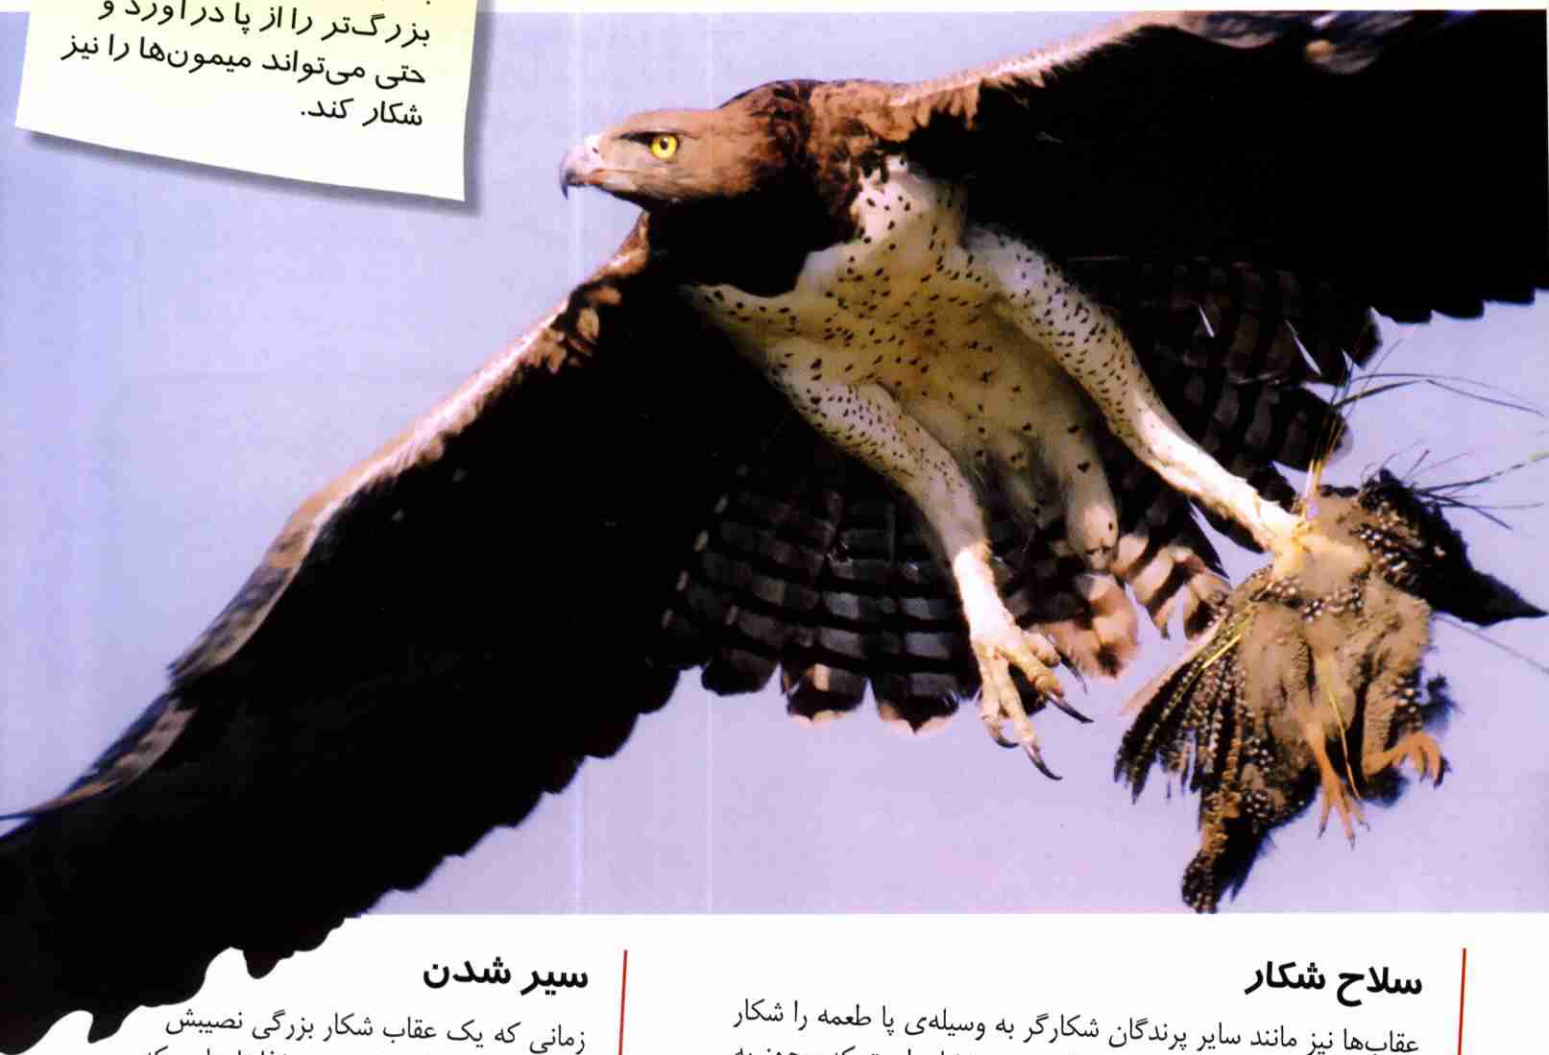 بزرگ‌تر را از پا درآورد و
حتی می‌تواند میمون‌ها را نیز
شکار کند.
سلاح شکار
عقاب‌ها نیز مانند سایر پرندگان شکارگر به وسیله‌ی پا طعمه را شکار
سیر شدن
زمانی که یک عقاب شکار بزرگی نصیبش